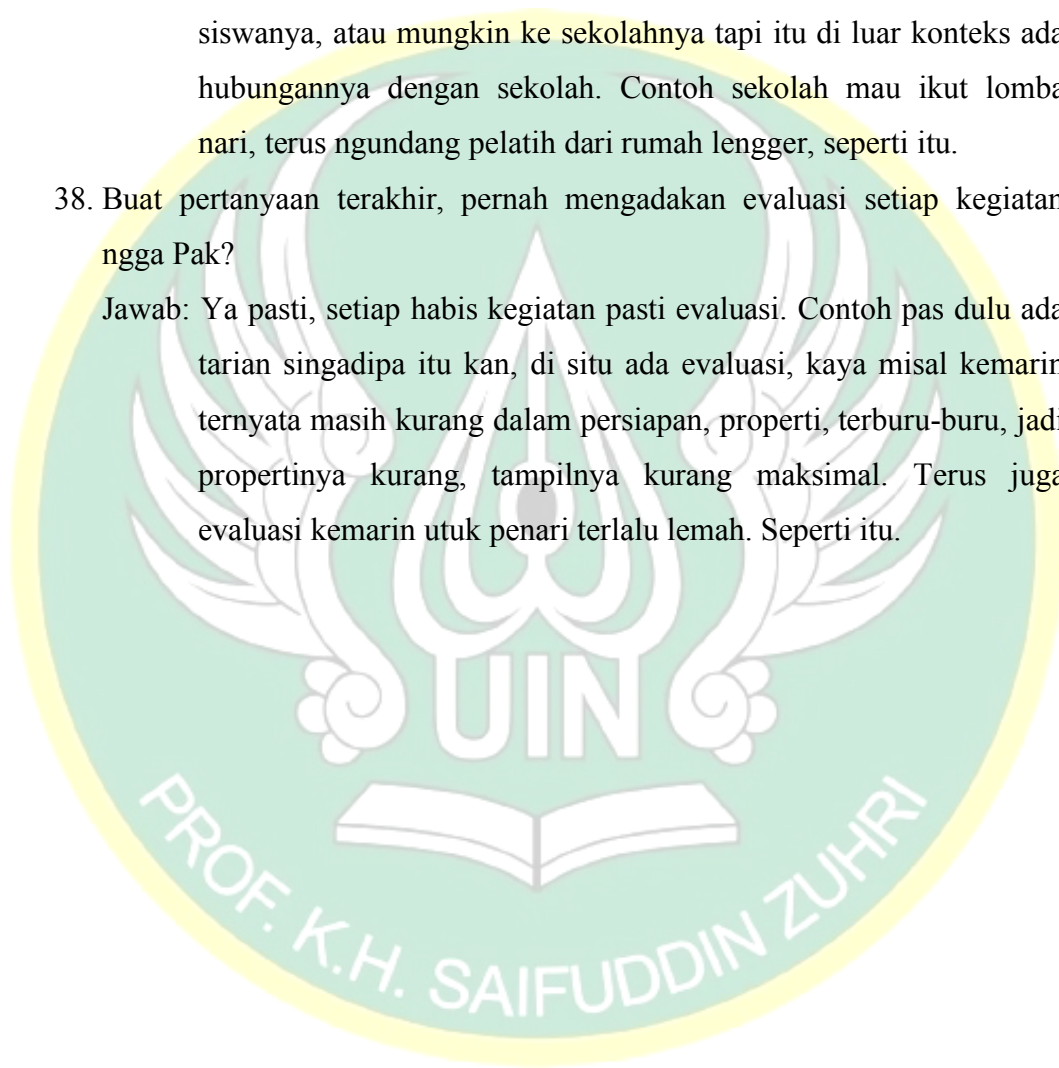 siswanya, atau mungkin ke sekolahnya tapi itu di luar konteks ada
hubungannya dengan sekolah. Contoh sekolah mau ikut lomba
nari, terus ngundang pelatih dari rumah lengger, seperti itu.
38. Buat pertanyaan terakhir, pernah mengadakan evaluasi setiap kegiatan
ngga Pak?
Jawab: Ya pasti, setiap habis kegiatan pasti evaluasi. Contoh pas dulu ada
tarian singadipa itu kan, di situ ada evaluasi, kaya misal kemarin
ternyata masih kurang dalam persiapan, properti, terburu-buru, jadi
propertinya kurang, tampilnya kurang maksimal. Terus juga
evaluasi kemarin utuk penari terlalu lemah. Seperti itu.
UIN
PROF. K.H. SAIFUDDIN ZUHRI